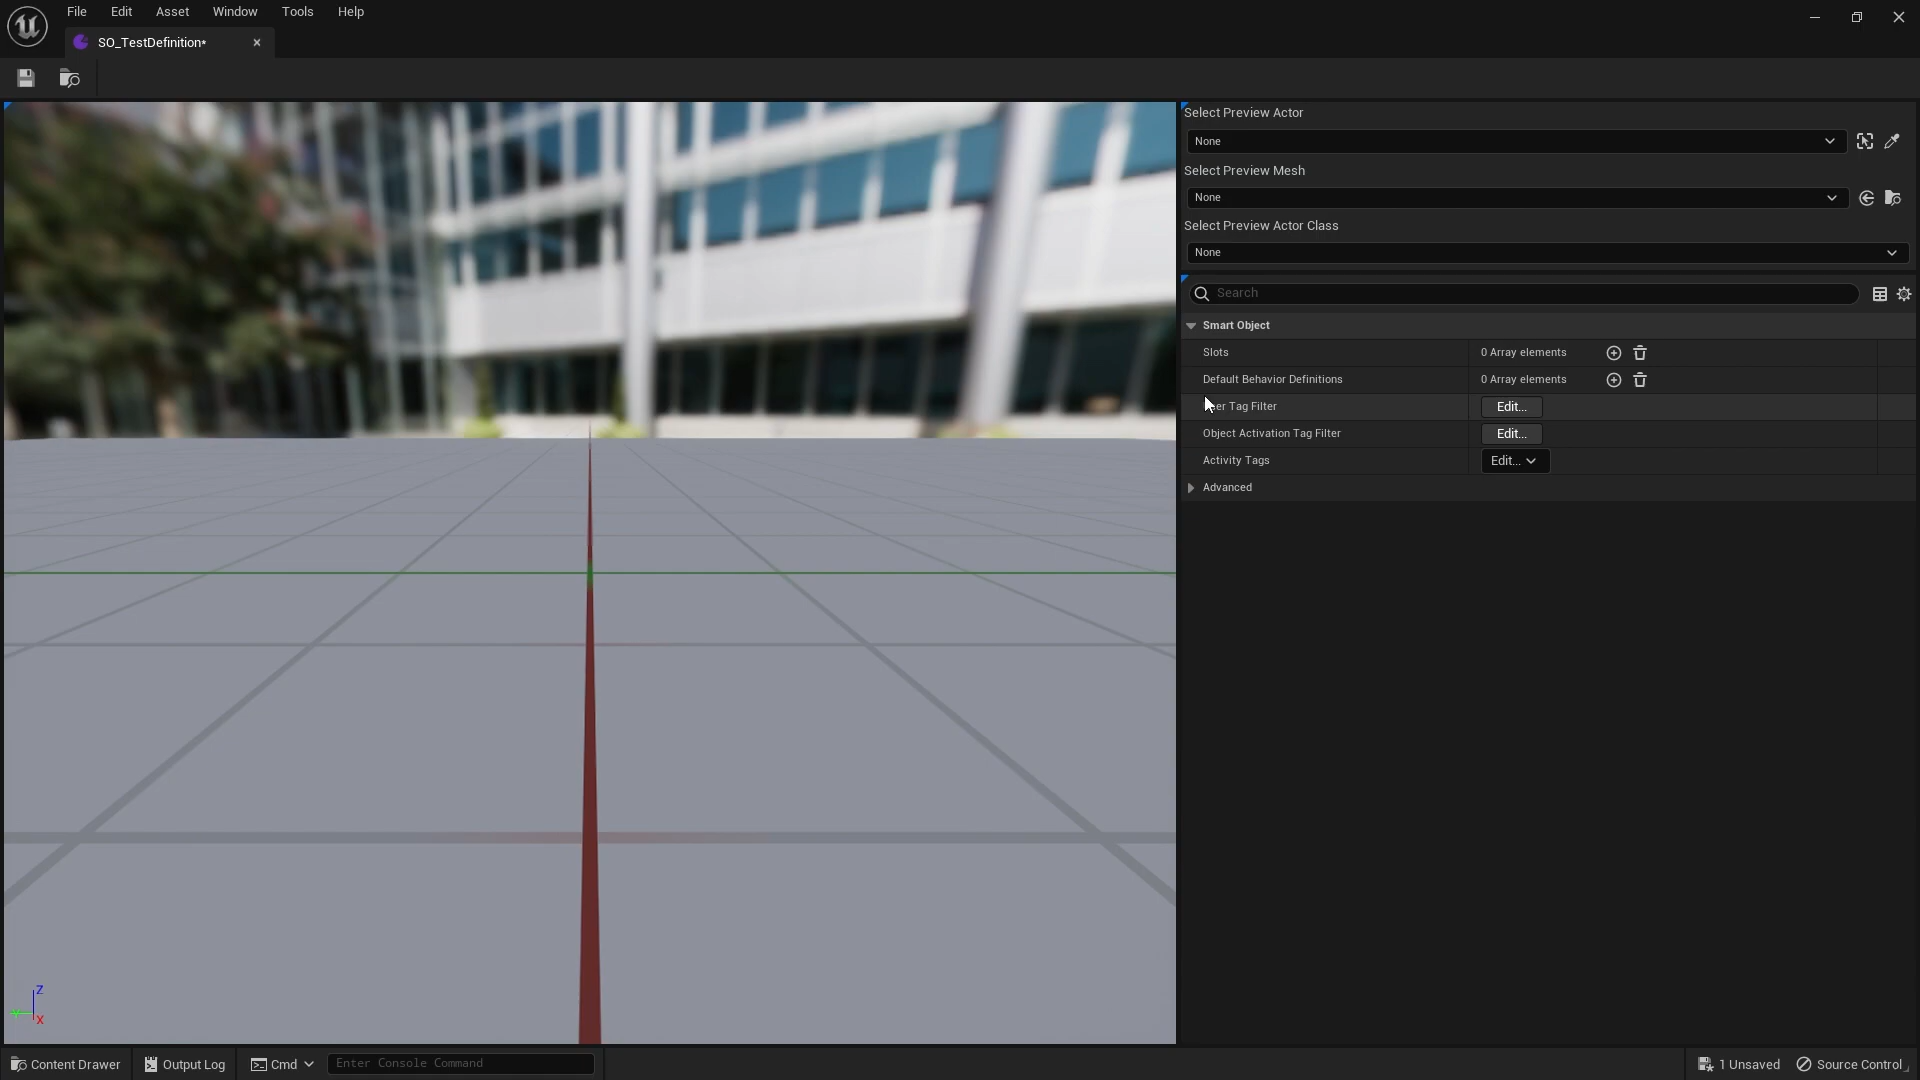 File Edit Asset Window Tools Help
SO_TestDefinition*
Select Preview Actor
None
Select Preview Mesh
None
Select Preview Actor Class
None
Search
Smart Object
Slots 0 Array elements
Default Behavior Definitions 0 Array elements
Tag Filter Edit...
Object Activation Tag Filter Edit...
Activity Tags Edit...
Advanced
Z
Y
X
Content Drawer Output Log Cmd Enter Console Command 1 Unsaved Source Control